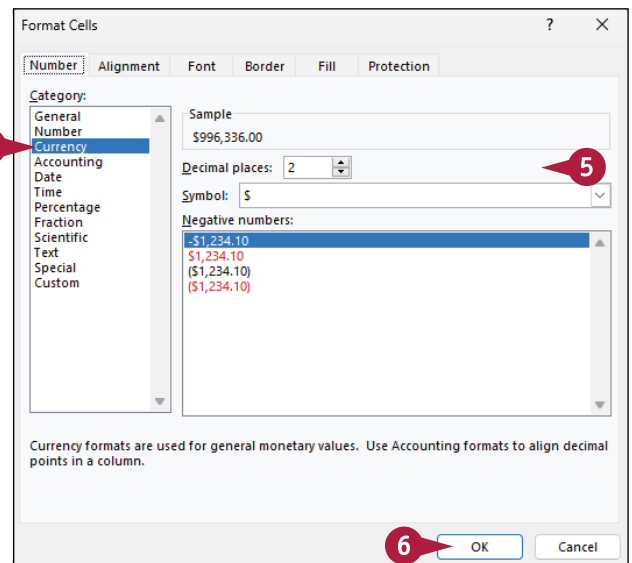 Format Cells ? ×
Number Alignment Font Border Fill Protection
Category:
General
Number
Currency
Accounting
Date
Time
Percentage
Fraction
Scientific
Text
Special
Custom
Sample
$996,336.00
Decimal places: 2
5
Symbol: $
Negative numbers:
-$1,234.10
$1,234.10
($1,234.10)
($1,234.10)
Currency formats are used for general monetary values. Use Accounting formats to align decimal
points in a column.
6 OK Cancel